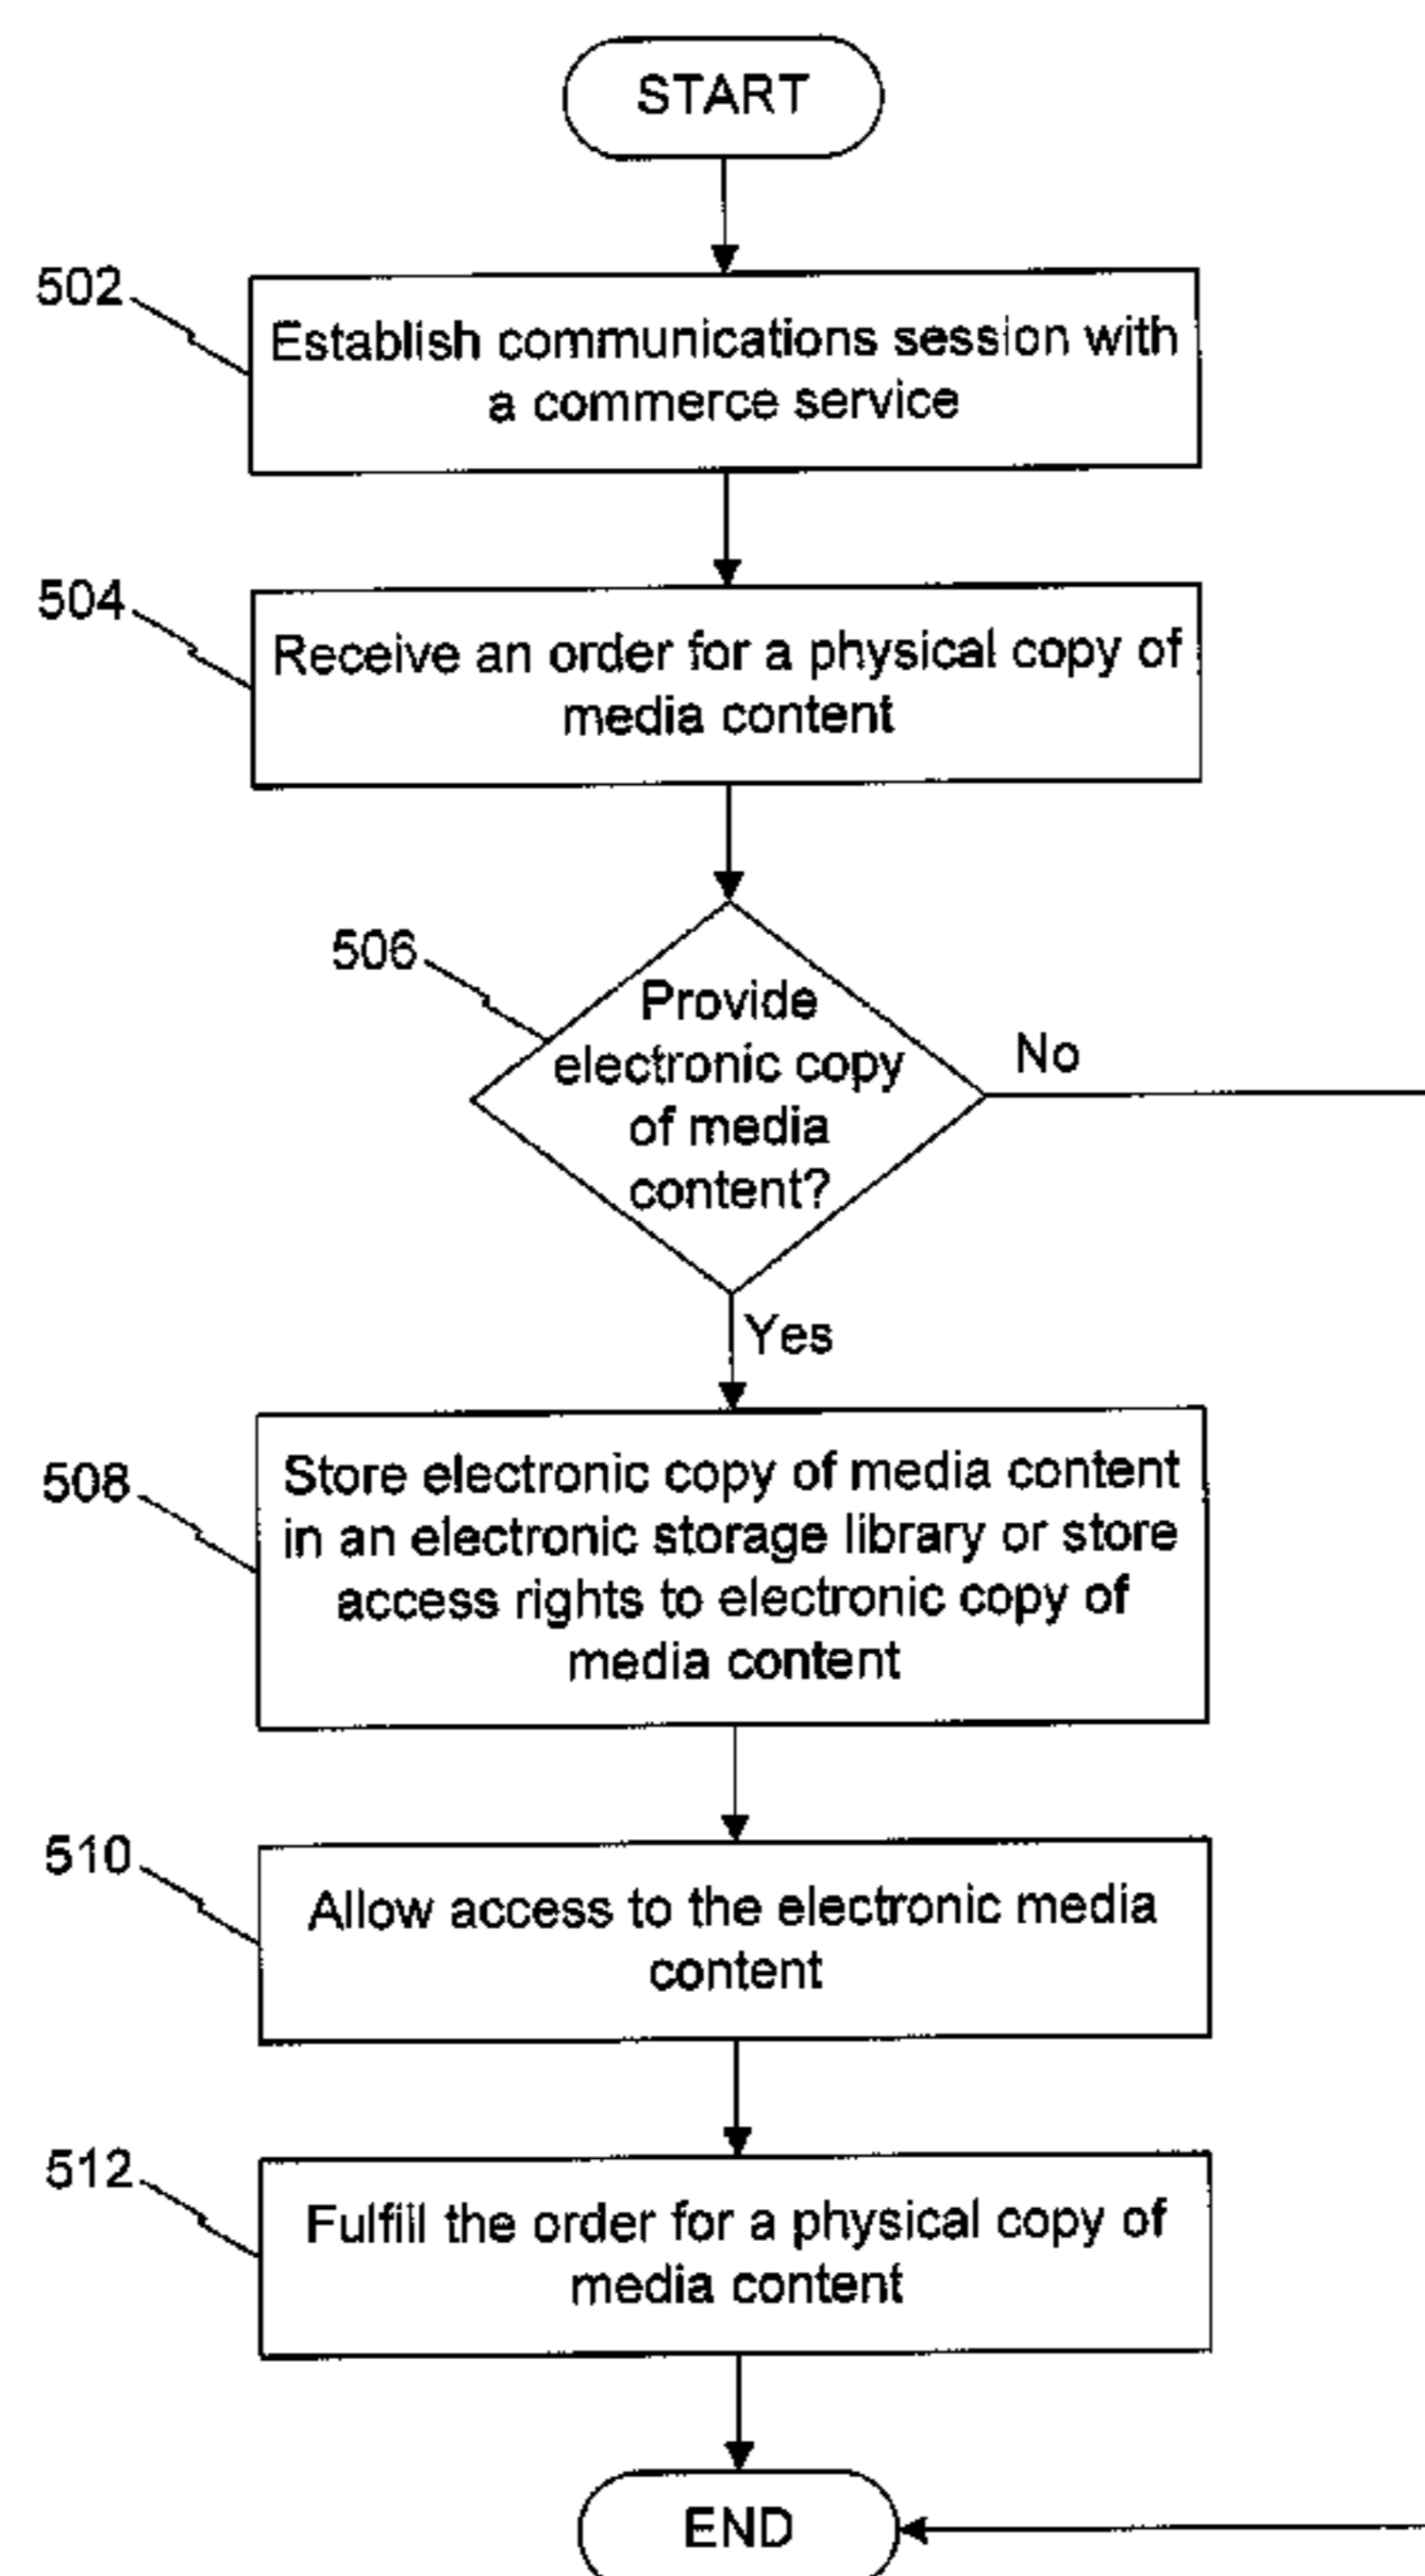 START
502
Establish communications session with
a commerce service
504
Receive an order for a physical copy of
media content
506
Provide
electronic copy
of media
content?
No
Yes
508
Store electronic copy of media content
in an electronic storage library or store
access rights to electronic copy of
media content
510
Allow access to the electronic media
content
512
Fulfill the order for a physical copy of
media content
END